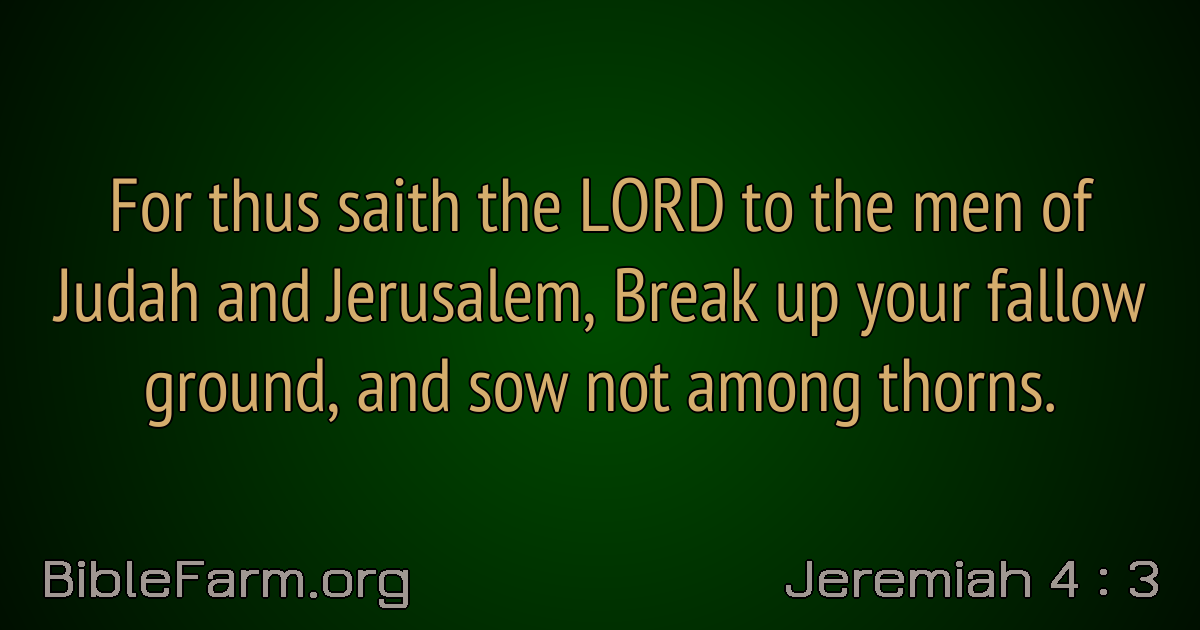 For thus saith the LORD to the men of
Judah and Jerusalem, Break up your fallow
ground, and sow not among thorns.
BibleFarm.org
Jeremiah 4 : 3